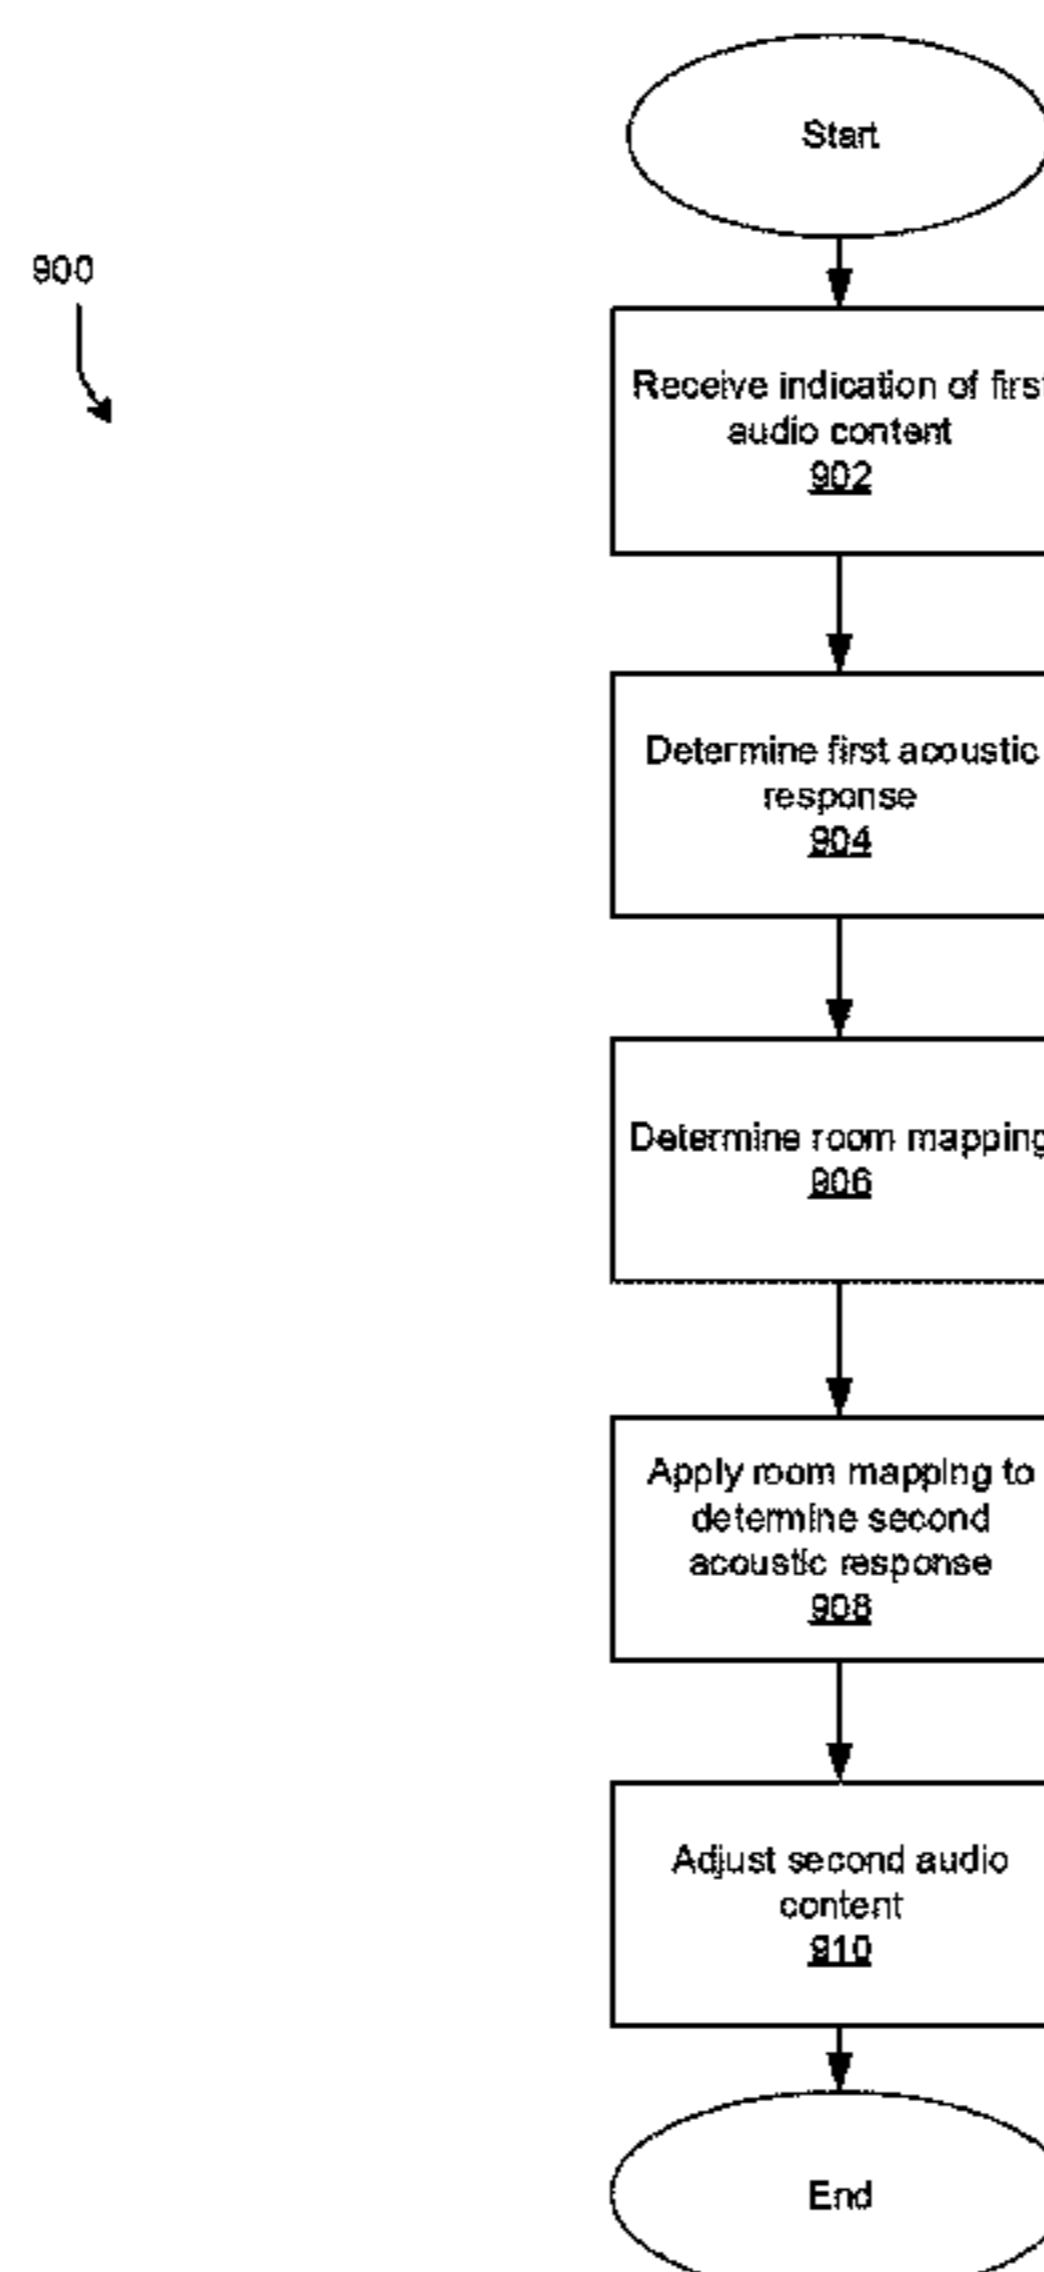 Start
900
Receive indication of first
audio content
902
Determine first acoustic
response
904
Determine room mapping
906
Apply room mapping to
determine second
acoustic response
908
Adjust second audio
content
910
End